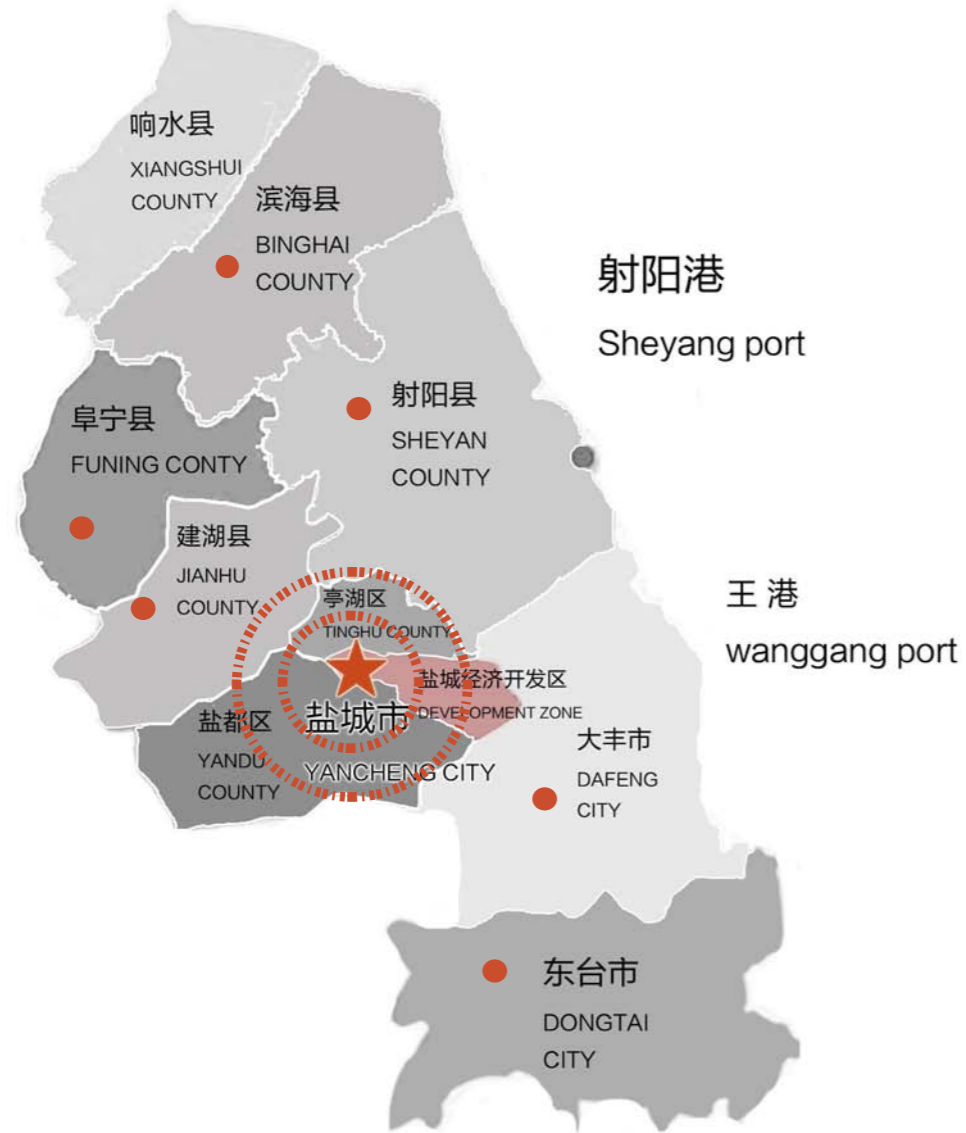 响水县
XIANGSHUI
COUNTY
滨海县
BINGHAI
COUNTY
射阳港
Sheyang port
射阳县
SHEYAN
COUNTY
阜宁县
FUNING CONTY
建湖县
JIANHU
COUNTY
亭湖区
TINGHU COUNTY
王 港
wanggang port
盐城经济开发区
DEVELOPMENT ZONE
盐城市
YANCHENG CITY
盐都区
YANDU
COUNTY
大丰市
DAFENG
CITY
东台市
DONGTAI
CITY